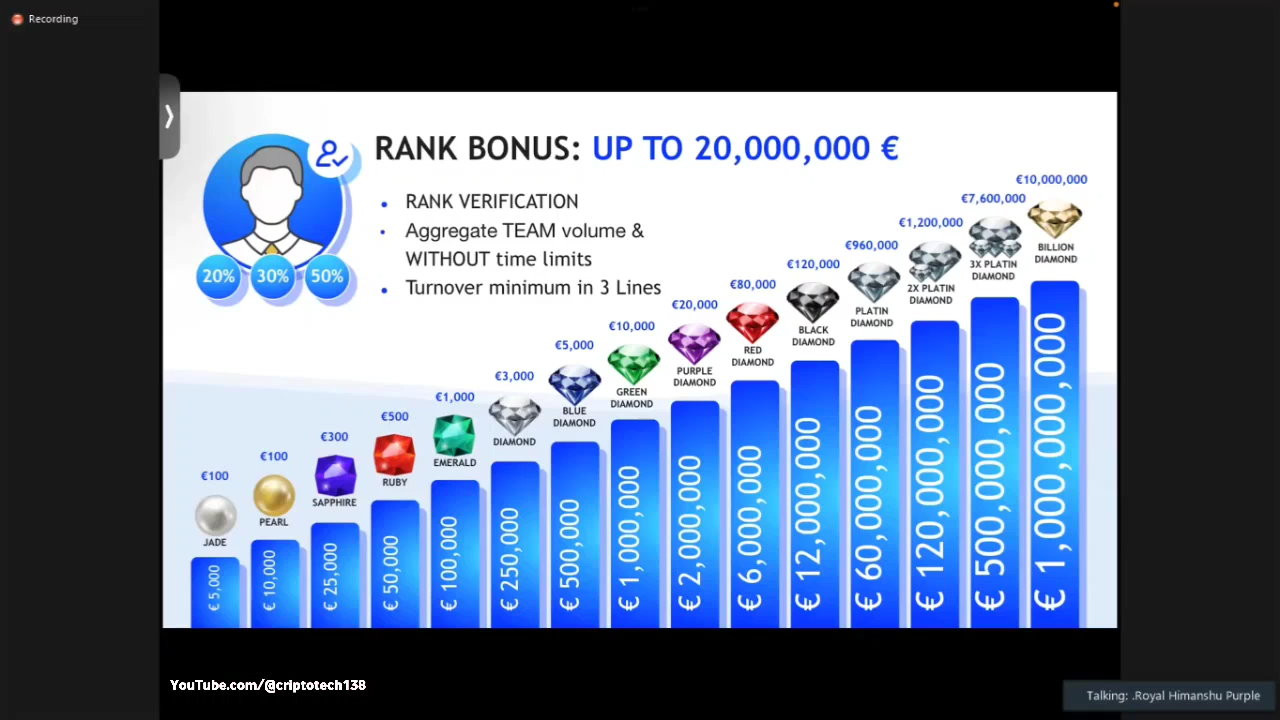 Recording
RANK BONUS: UP TO 20,000,000 €
RANK VERIFICATION
Aggregate TEAM volume &
WITHOUT time limits
Turnover minimum in 3 Lines
20%
30%
50%
€100
JADE
€ 5,000
€100
PEARL
€ 10,000
€300
SAPPHIRE
€ 25,000
€500
RUBY
€ 50,000
€1,000
EMERALD
€ 100,000
€3,000
DIAMOND
€ 250,000
€5,000
BLUE
DIAMOND
€ 500,000
€10,000
GREEN
DIAMOND
€ 1,000,000
€20,000
PURPLE
DIAMOND
€ 2,000,000
€80,000
RED
DIAMOND
€ 6,000,000
€120,000
BLACK
DIAMOND
€ 12,000,000
€960,000
PLATIN
DIAMOND
€ 60,000,000
€1,200,000
2X PLATIN
DIAMOND
€ 120,000,000
€7,600,000
3X PLATIN
DIAMOND
€ 500,000,000
€10,000,000
BILLION
DIAMOND
€ 1,000,000,000
YouTube.com/@criptotech138
Talking: .Royal Himanshu Purple